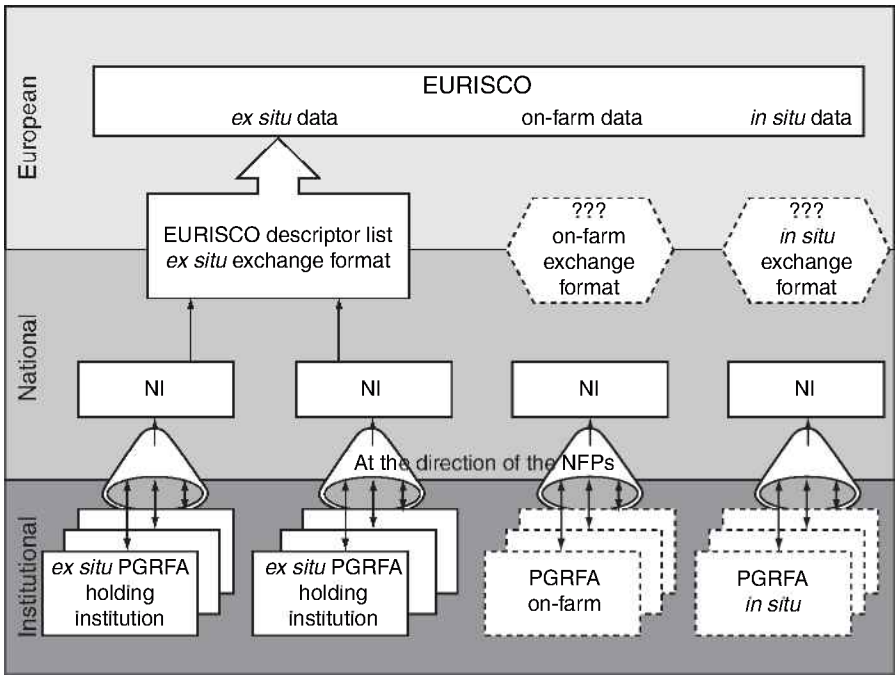 European
EURISCO
ex situ data
on-farm data
in situ data
EURISCO descriptor list
ex situ exchange format
???
on-farm
exchange
format
???
in situ
exchange
format
National
NI
NI
NI
NI
At the direction of the NFPs
Institutional
ex situ PGRFA
holding
institution
ex situ PGRFA
holding
institution
PGRFA
on-farm
PGRFA
in situ